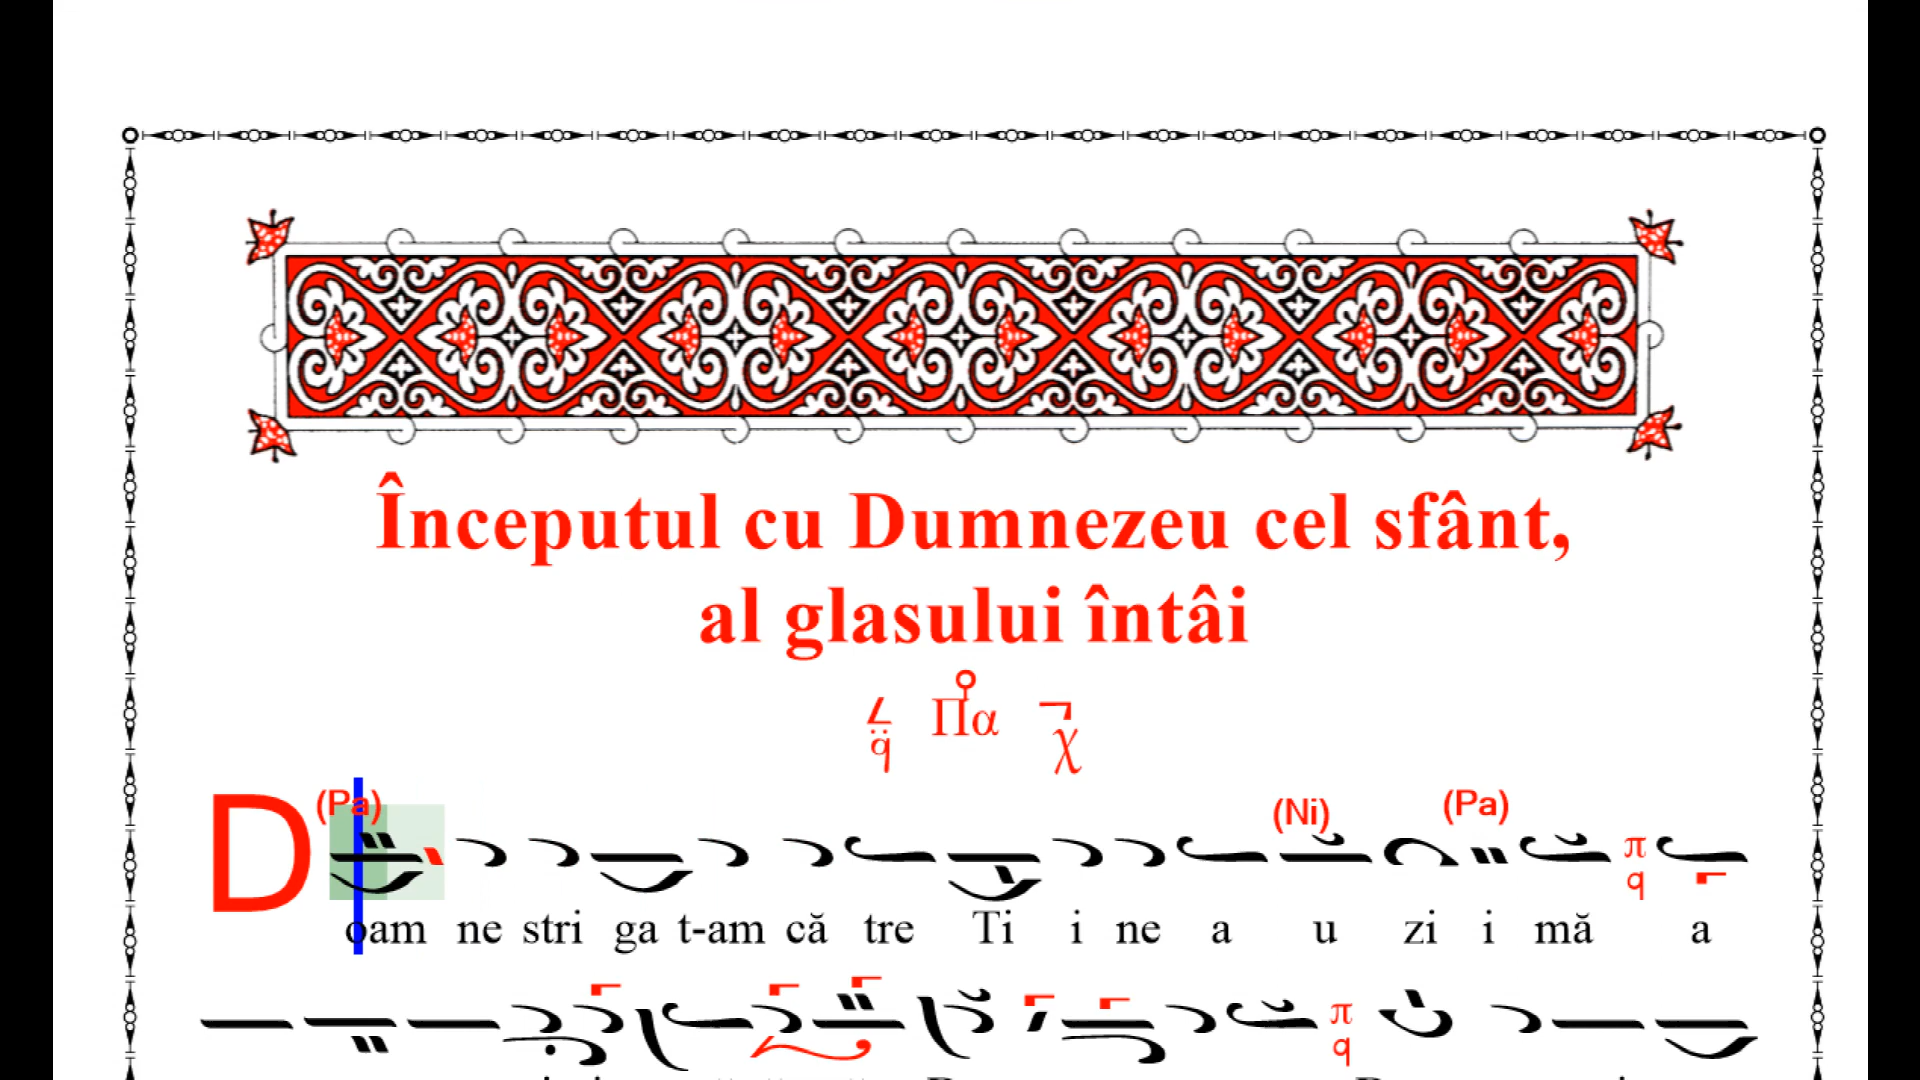 Începutul cu Dumnezeu cel sfânt,
al glasului întâi
q Πα χ
(Pa) (Ni) (Pa)
π q
D oam ne stri ga t-am că tre Ti i ne a u zi i mă a
π q